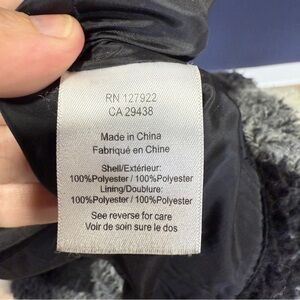 RN 127922
CA 29438
Made in China
Fabriqué en Chine
Shell/Extérieur:
100%Polyester / 100%Polyester
Lining/Doublure:
100%Polyester / 100%Polyester
See reverse for care
Voir de soin sur le dos